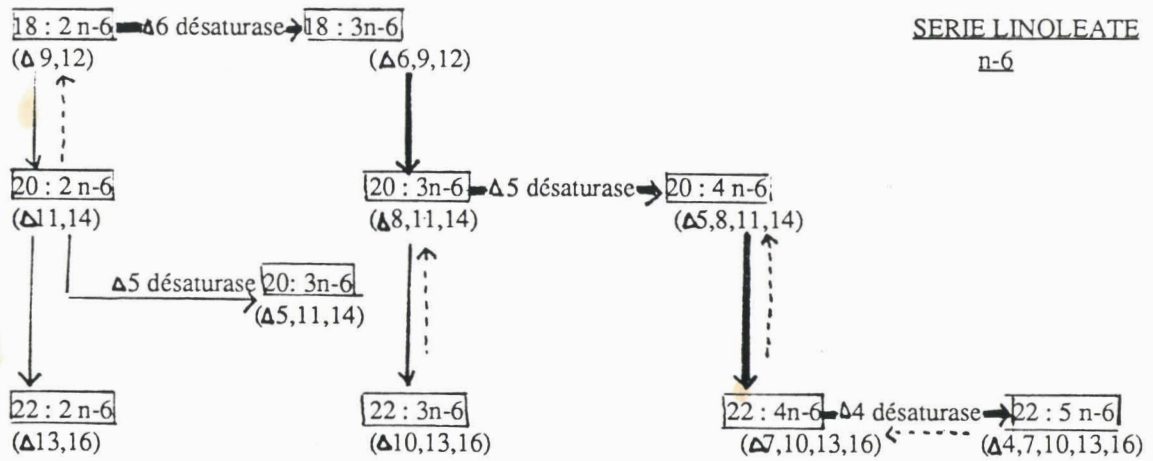 18 : 2 n-6 Δ6 désaturase 18 : 3n-6 SERIE LINOLEATE
(Δ9,12) (Δ6,9,12) n-6
20 : 2 n-6 20 : 3n-6 Δ5 désaturase 20 : 4 n-6
(Δ11,14) (Δ8,11,14) (Δ5,8,11,14)
Δ5 désaturase 20: 3n-6
(Δ5,11,14)
22 : 2 n-6 22 : 3n-6 22 : 4n-6 Δ4 désaturase 22 : 5 n-6
(Δ13,16) (Δ10,13,16) (Δ7,10,13,16) (Δ4,7,10,13,16)